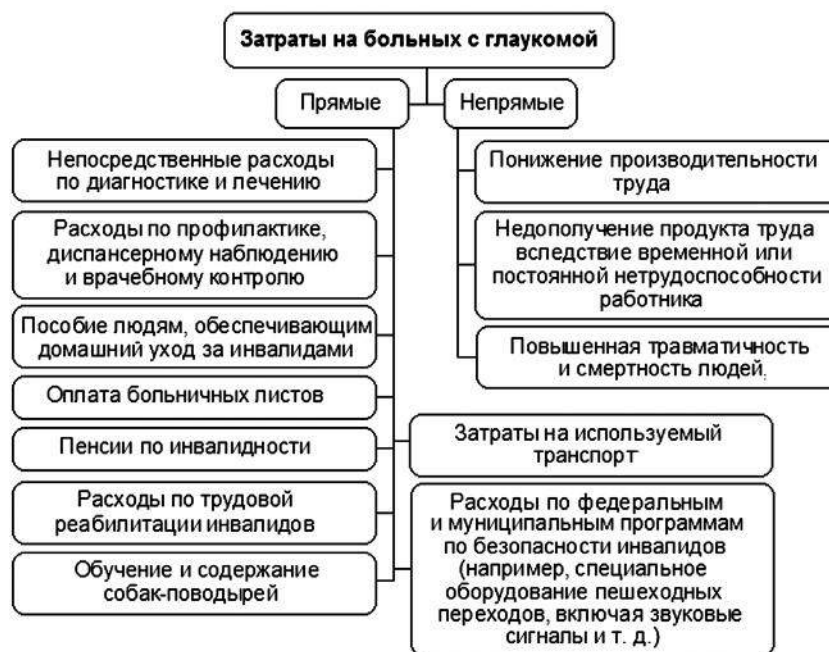 Затраты на больных с глаукомой
Прямые
Непрямые
Непосредственные расходы
по диагностике и лечению
Расходы по профилактике,
диспансерному наблюдению
и врачебному контролю
Пособие людям, обеспечивающим
домашний уход за инвалидами
Оплата больничных листов
Пенсии по инвалидности
Расходы по трудовой
реабилитации инвалидов
Обучение и содержание
собак-поводырей
Затраты на используемый
транспорт
Расходы по федеральным
и муниципальным программам
по безопасности инвалидов
(например, специальное
оборудование пешеходных
переходов, включая звуковые
сигналы и т. д.)
Понижение производительности
труда
Недополучение продукта труда
вследствие временной или
постоянной нетрудоспособности
работника
Повышенная травматичность
и смертность людей.